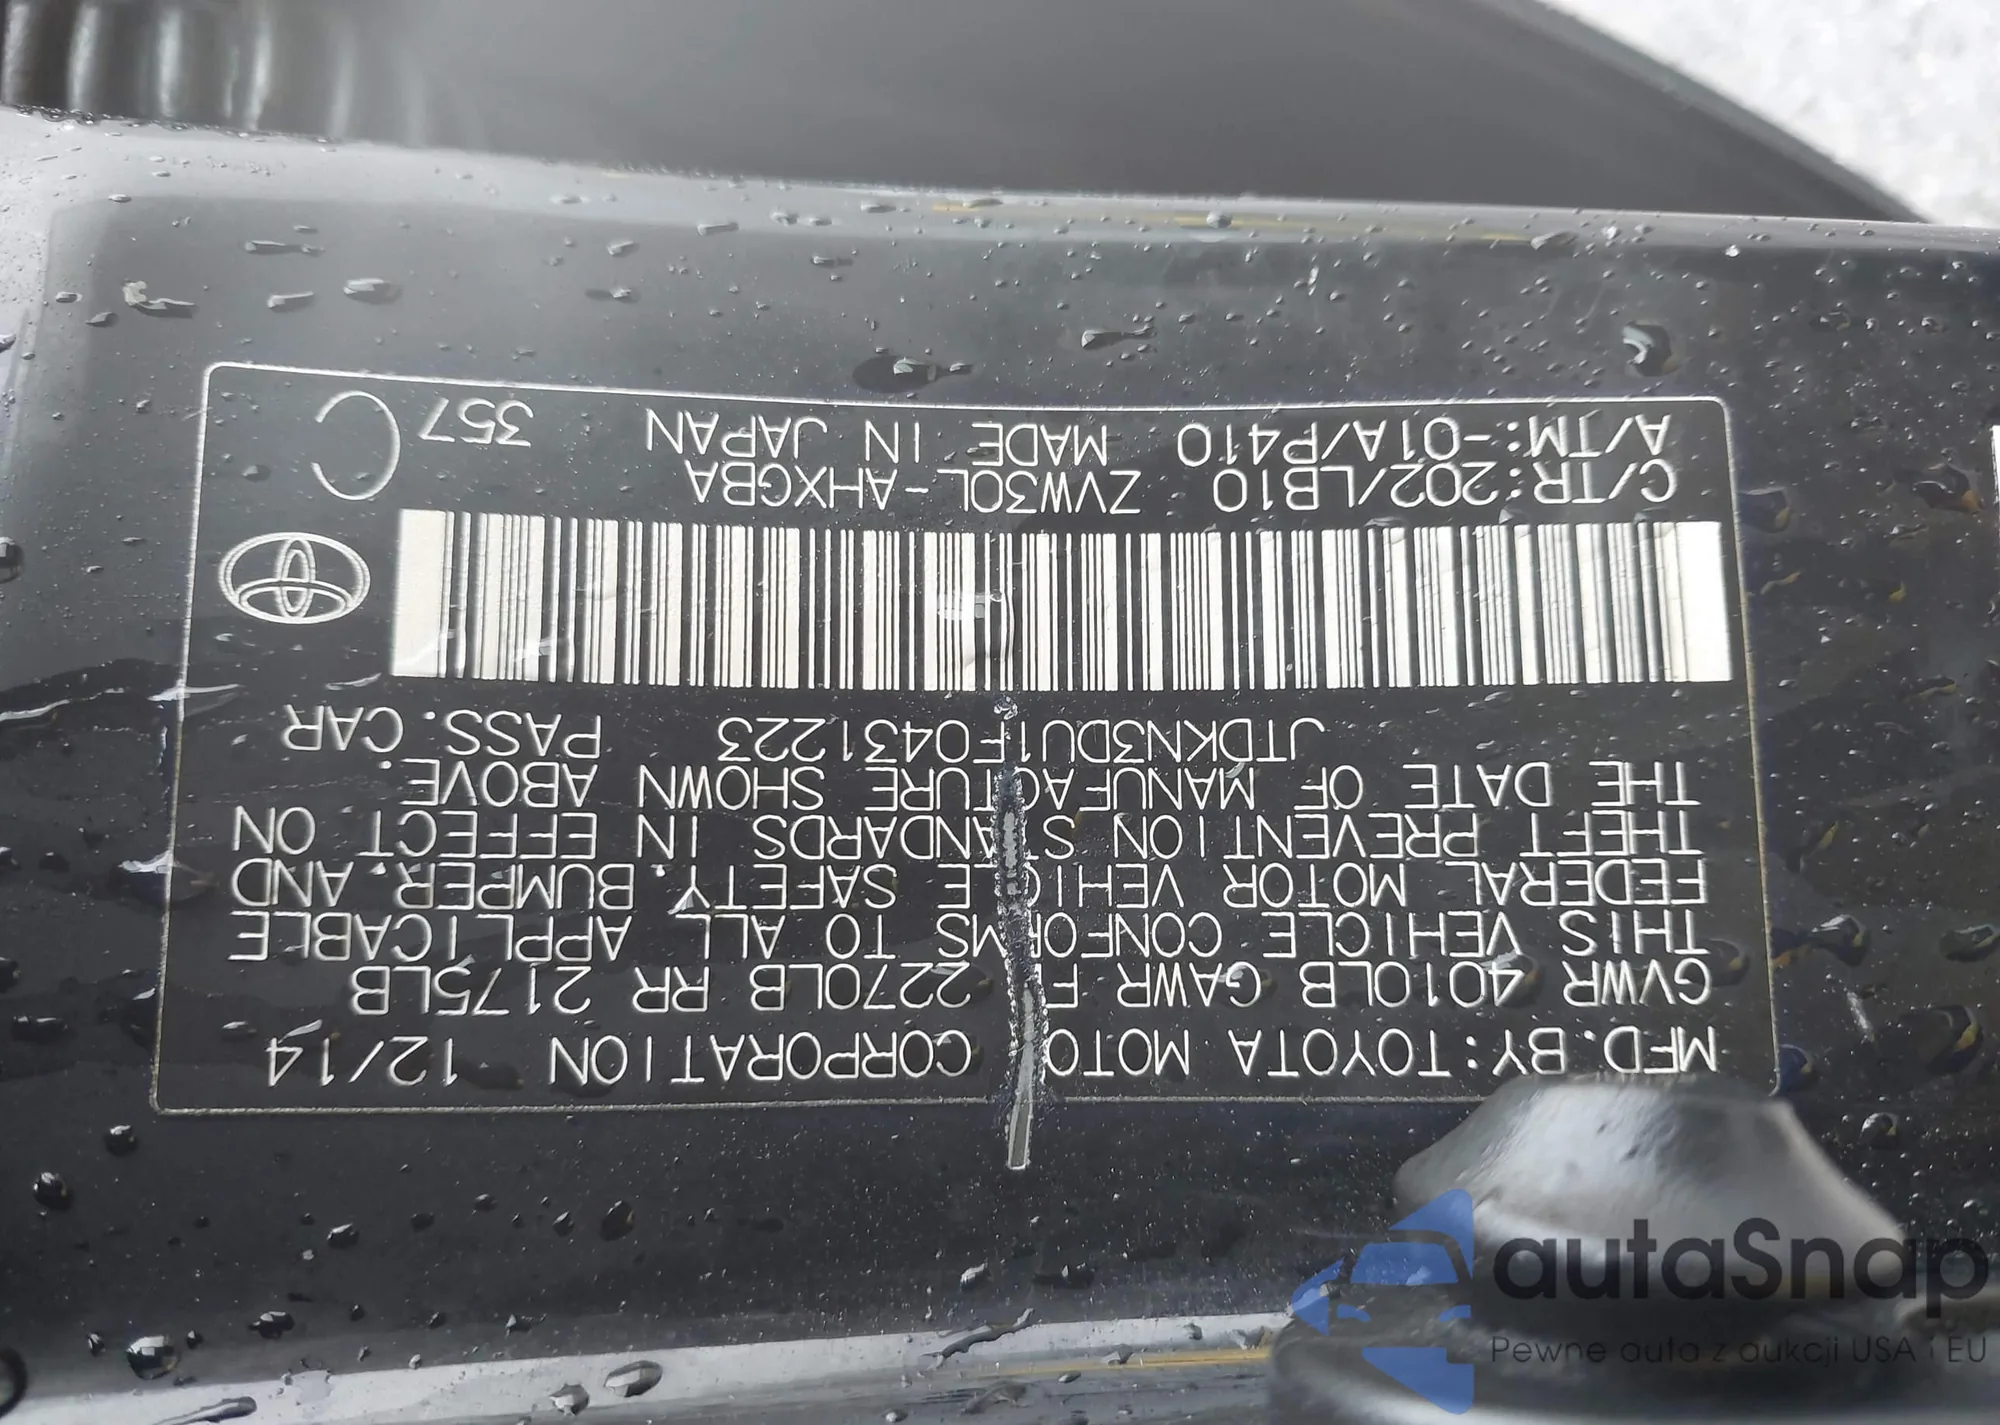 MFD. BY: TOYOTA MOTO CORPORATION 12/14
GVWR 4010LB GAWR F 2270LB RR 2175LB
THIS VEHICLE CONFORMS TO ALL APPLICABLE
FEDERAL MOTOR VEHICLE SAFETY, BUMPER, AND
THEFT PREVENTION STANDARDS IN EFFECT ON
THE DATE OF MANUFACTURE SHOWN ABOVE.
JTDKN3DU1F0431223 PASS. CAR
C/TR: 202/LB10 ZVW30L-AHXGBA
A/TM: -01A/P410 MADE IN JAPAN 357 C
autaSnap
Pewne auta z aukcji USA i EU